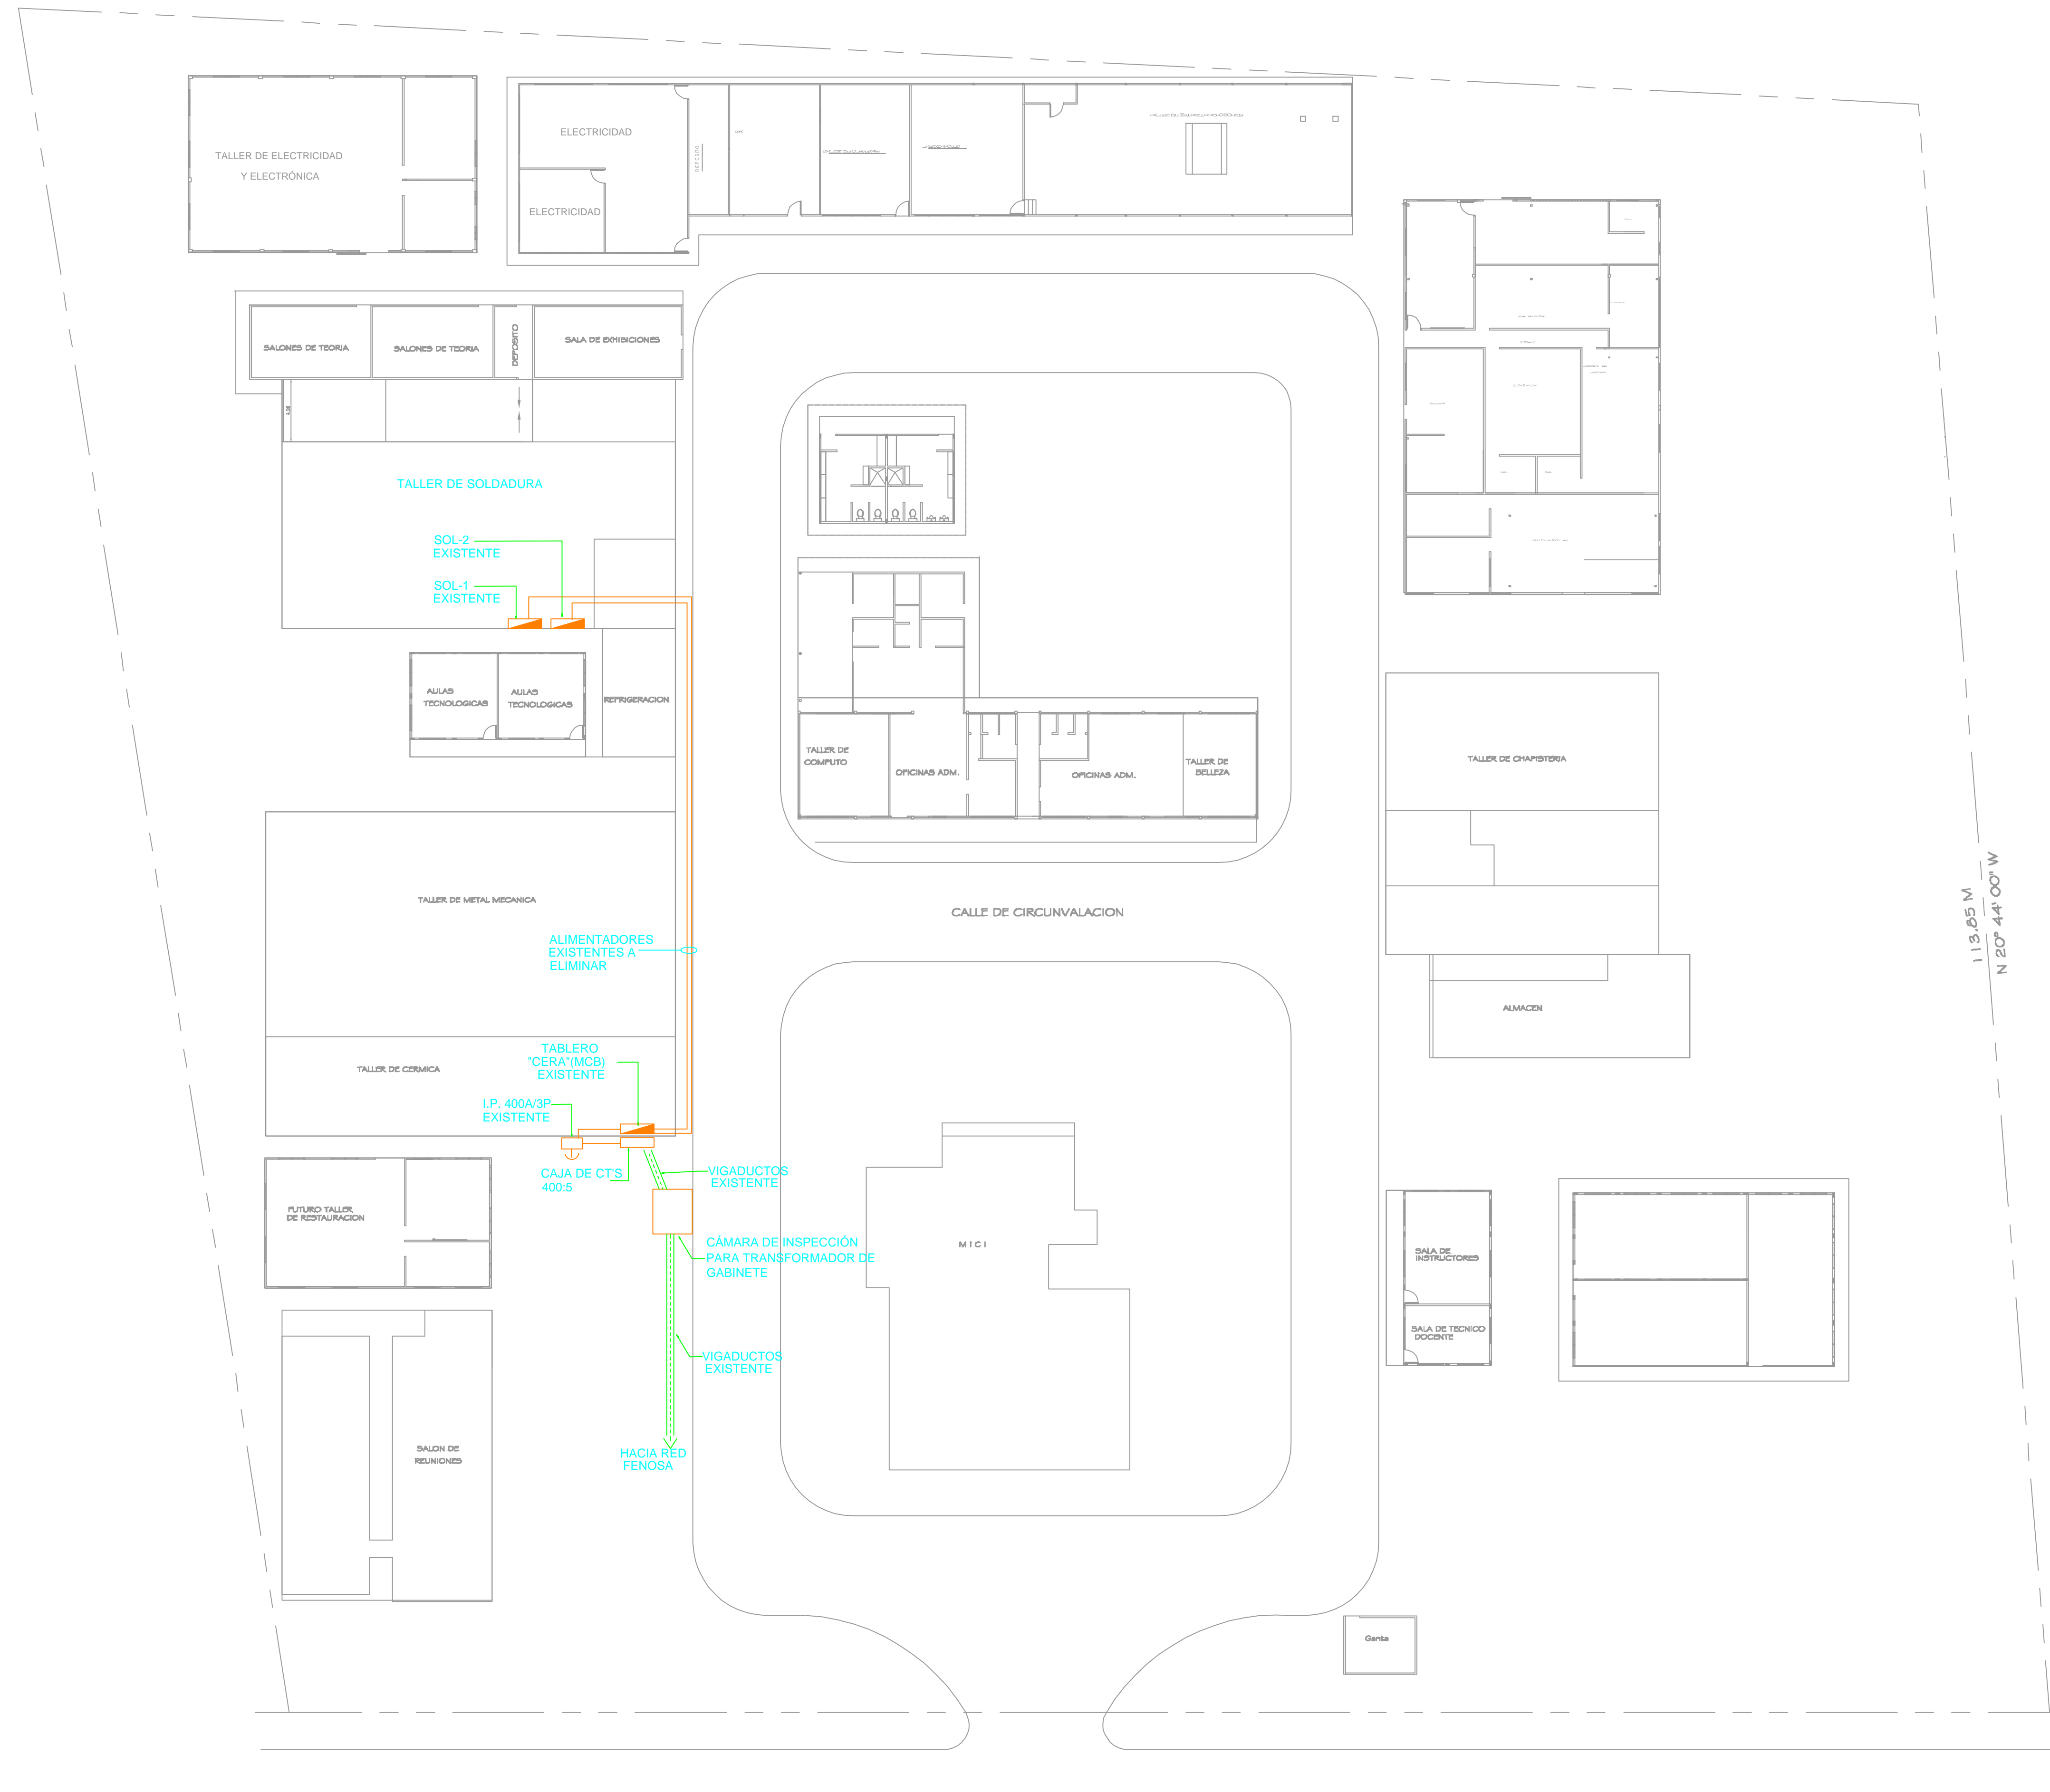 TALLER DE ELECTRICIDAD
Y ELECTRÓNICA
ELECTRICIDAD
ELECTRICIDAD
DEPOSITO
SALONES DE TEORIA
SALONES DE TEORIA
DEPOSITO
SALA DE EXHIBICIONES
TALLER DE SOLDADURA
SOL-2
EXISTENTE
SOL-1
EXISTENTE
AULAS
TECNOLOGICAS
AULAS
TECNOLOGICAS
REFRIGERACION
TALLER DE
COMPUTO
OFICINAS ADM.
OFICINAS ADM.
TALLER DE
BELLEZA
TALLER DE CHAPISTERIA
TALLER DE METAL MECANICA
CALLE DE CIRCUNVALACION
113.85 M
N 20° 44' 00" W
ALIMENTADORES
EXISTENTES A
ELIMINAR
ALMACEN
TABLERO
"CERA"(MCB)
EXISTENTE
TALLER DE CERMICA
I.P. 400A/3P
EXISTENTE
CAJA DE CT'S
400:5
VIGADUCTOS
EXISTENTE
FUTURO TALLER
DE RESTAURACION
CÁMARA DE INSPECCIÓN
PARA TRANSFORMADOR DE
GABINETE
MICI
SALA DE
INSTRUCTORES
SALA DE TECNICO
DOCENTE
VIGADUCTOS
EXISTENTE
HACIA RED
FENOSA
SALON DE
REUNIONES
Garita